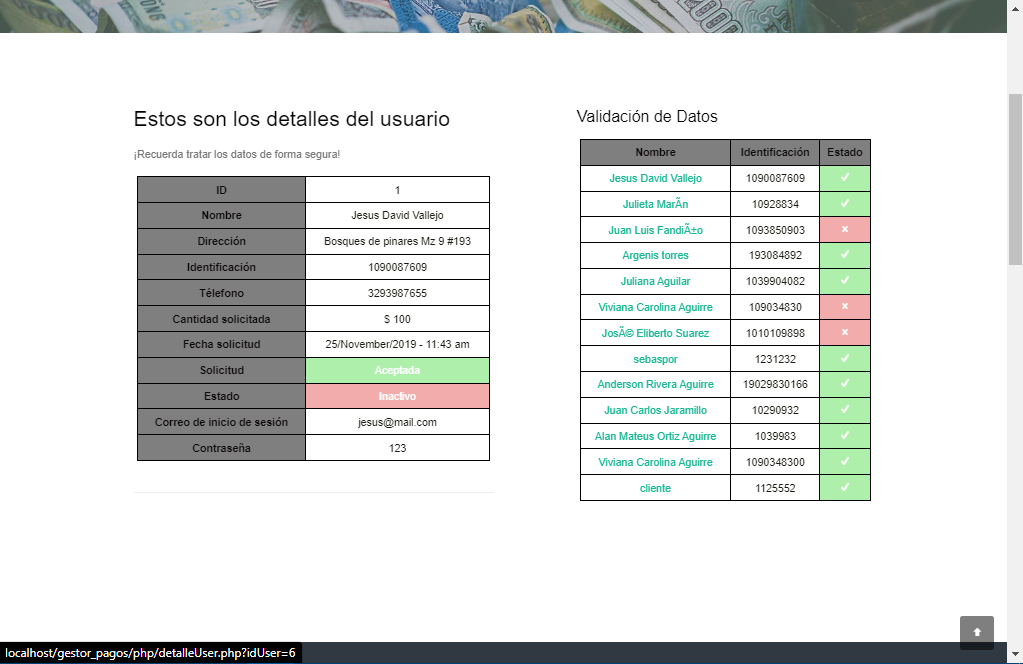 Estos son los detalles del usuario
¡Recuerda tratar los datos de forma segura!
ID 1
Nombre Jesus David Vallejo
Dirección Bosques de pinares Mz 9 #193
Identificación 1090087609
Télefono 3293987655
Cantidad solicitada $ 100
Fecha solicitud 25/November/2019 - 11:43 am
Solicitud Aceptada
Estado Inactivo
Correo de inicio de sesión jesus@mail.com
Contraseña 123
Validación de Datos
Nombre Identificación Estado
Jesus David Vallejo 1090087609 ✔
Julieta MarÃn 10928834 ✔
Juan Luis FandiÃ±o 1093850903 ✖
Argenis torres 193084892 ✔
Juliana Aguilar 1039904082 ✔
Viviana Carolina Aguirre 109034830 ✖
JosÃ© Eliberto Suarez 1010109898 ✖
sebaspor 1231232 ✔
Anderson Rivera Aguirre 19029830166 ✔
Juan Carlos Jaramillo 10290932 ✔
Alan Mateus Ortiz Aguirre 1039983 ✔
Viviana Carolina Aguirre 1090348300 ✔
cliente 1125552 ✔
localhost/gestor_pagos/php/detalleUser.php?idUser=6